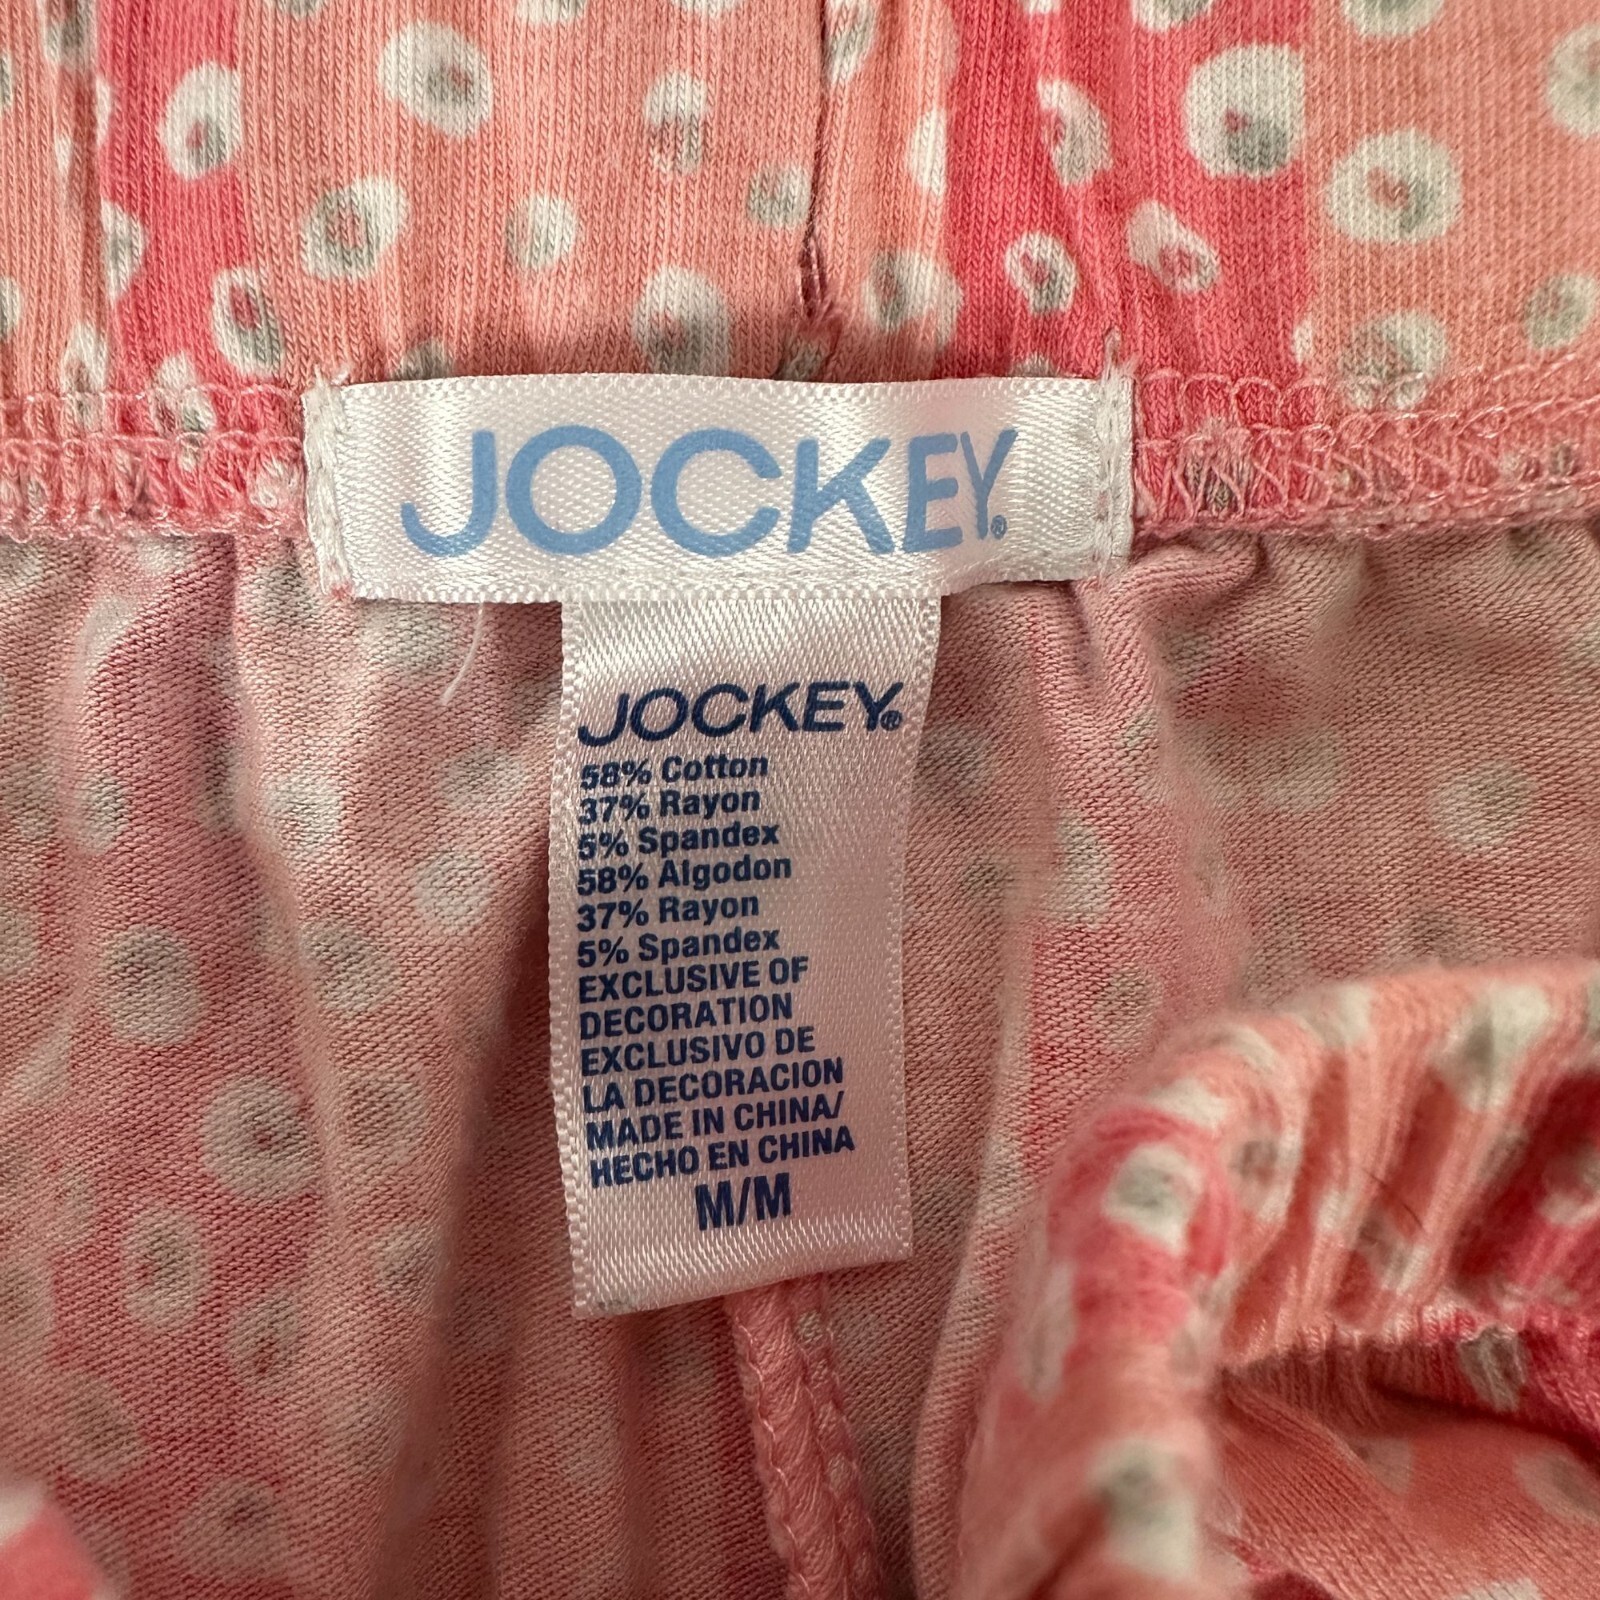 JOCKEY®
JOCKEY®
58% Cotton
37% Rayon
5% Spandex
58% Algodon
37% Rayon
5% Spandex
EXCLUSIVE OF
DECORATION
EXCLUSIVO DE
LA DECORACION
MADE IN CHINA/
HECHO EN CHINA
M/M